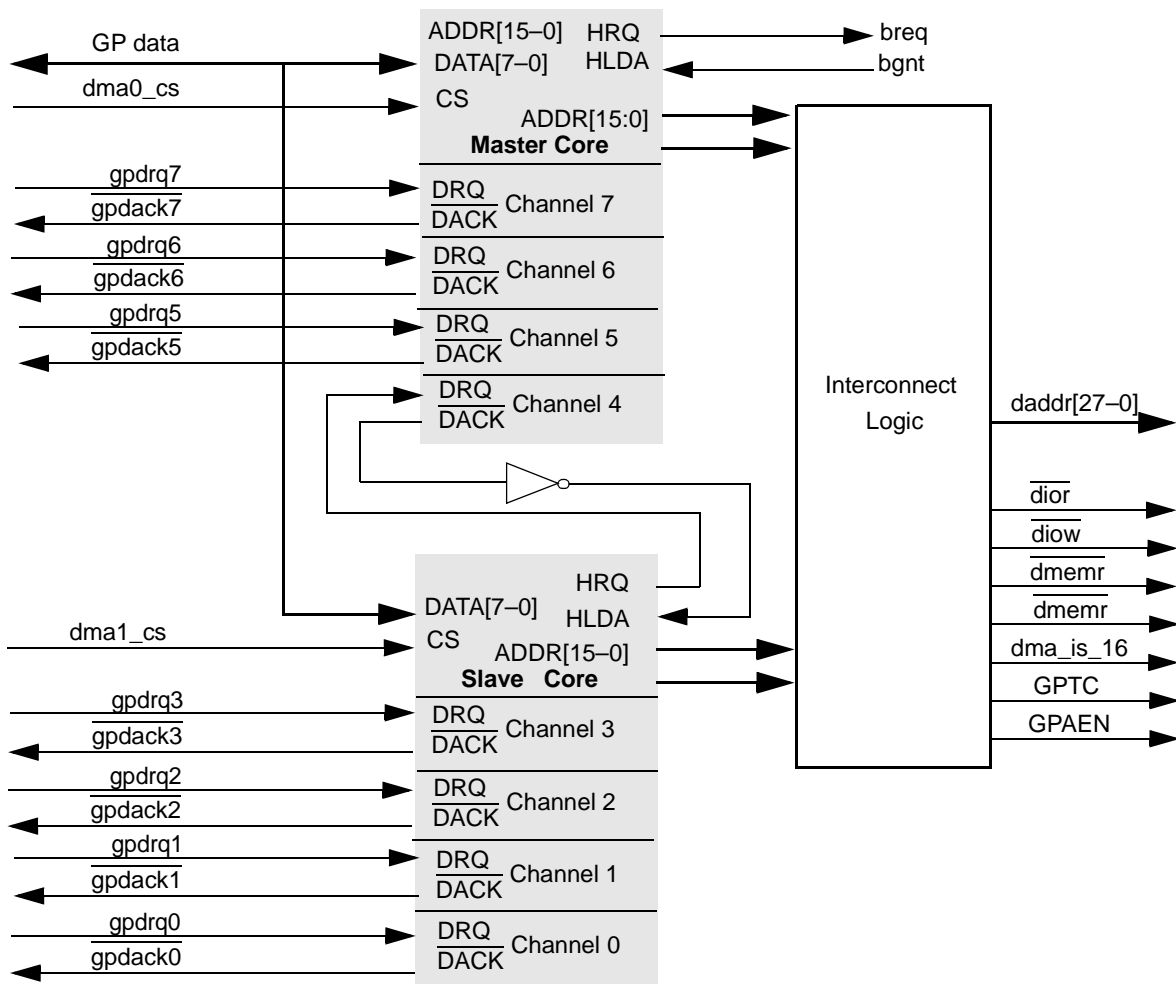 GP data
dma0_cs
ADDR[15–0] HRQ
DATA[7–0] HLDA
CS
ADDR[15:0]
Master Core
breq
bgnt
gpdrq7
gpdack7
DRQ
DACK
Channel 7
gpdrq6
gpdack6
DRQ
DACK
Channel 6
gpdrq5
gpdack5
DRQ
DACK
Channel 5
DRQ
DACK
Channel 4
Interconnect
Logic
daddr[27–0]
dior
diow
dmemr
dmemr
dma_is_16
GPTC
GPAEN
HRQ
DATA[7–0]
HLDA
dma1_cs
CS
ADDR[15–0]
Slave Core
gpdrq3
gpdack3
DRQ
DACK
Channel 3
gpdrq2
gpdack2
DRQ
DACK
Channel 2
gpdrq1
gpdack1
DRQ
DACK
Channel 1
gpdrq0
gpdack0
DRQ
DACK
Channel 0